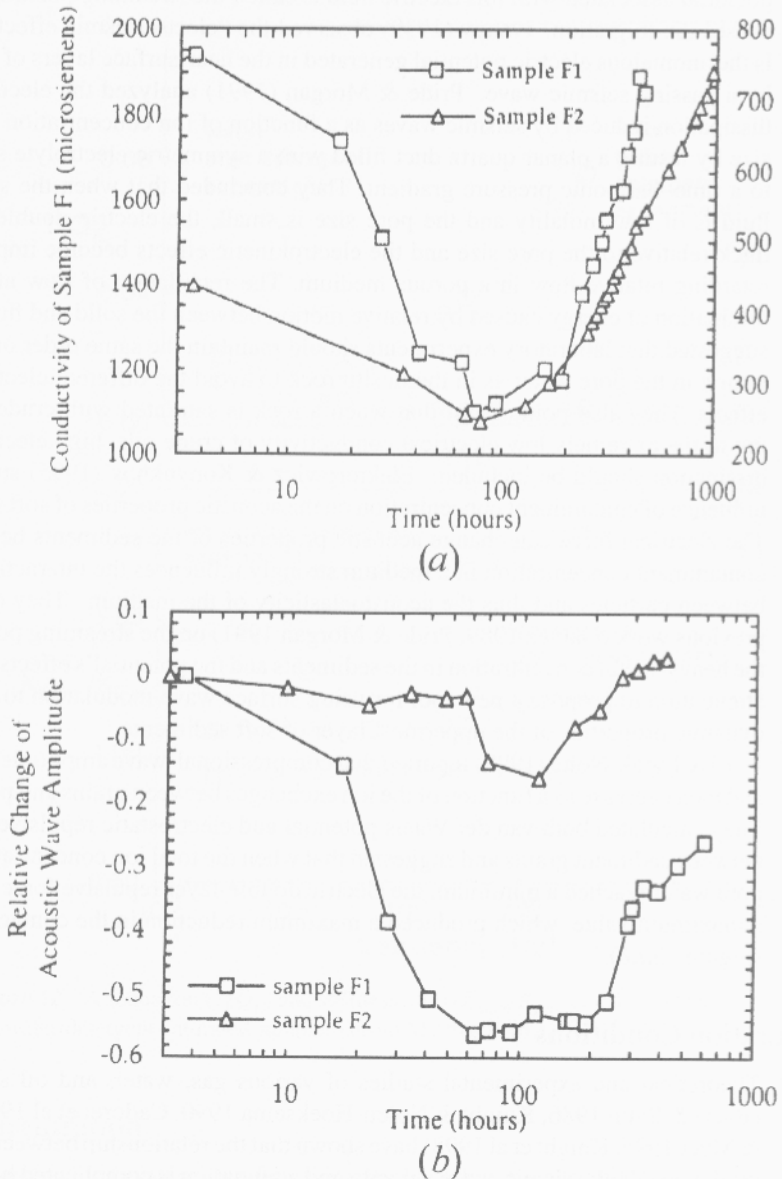 2000
1800
1600
1400
1200
1000
Conductivity of Sample F1 (microsiemens)
800
700
600
500
400
300
200
Sample F1
Sample F2
10
100
1000
Time (hours)
(a)
0.1
0
-0.1
-0.2
-0.3
-0.4
-0.5
-0.6
Relative Change of
Acoustic Wave Amplitude
sample F1
sample F2
10
100
1000
Time (hours)
(b)